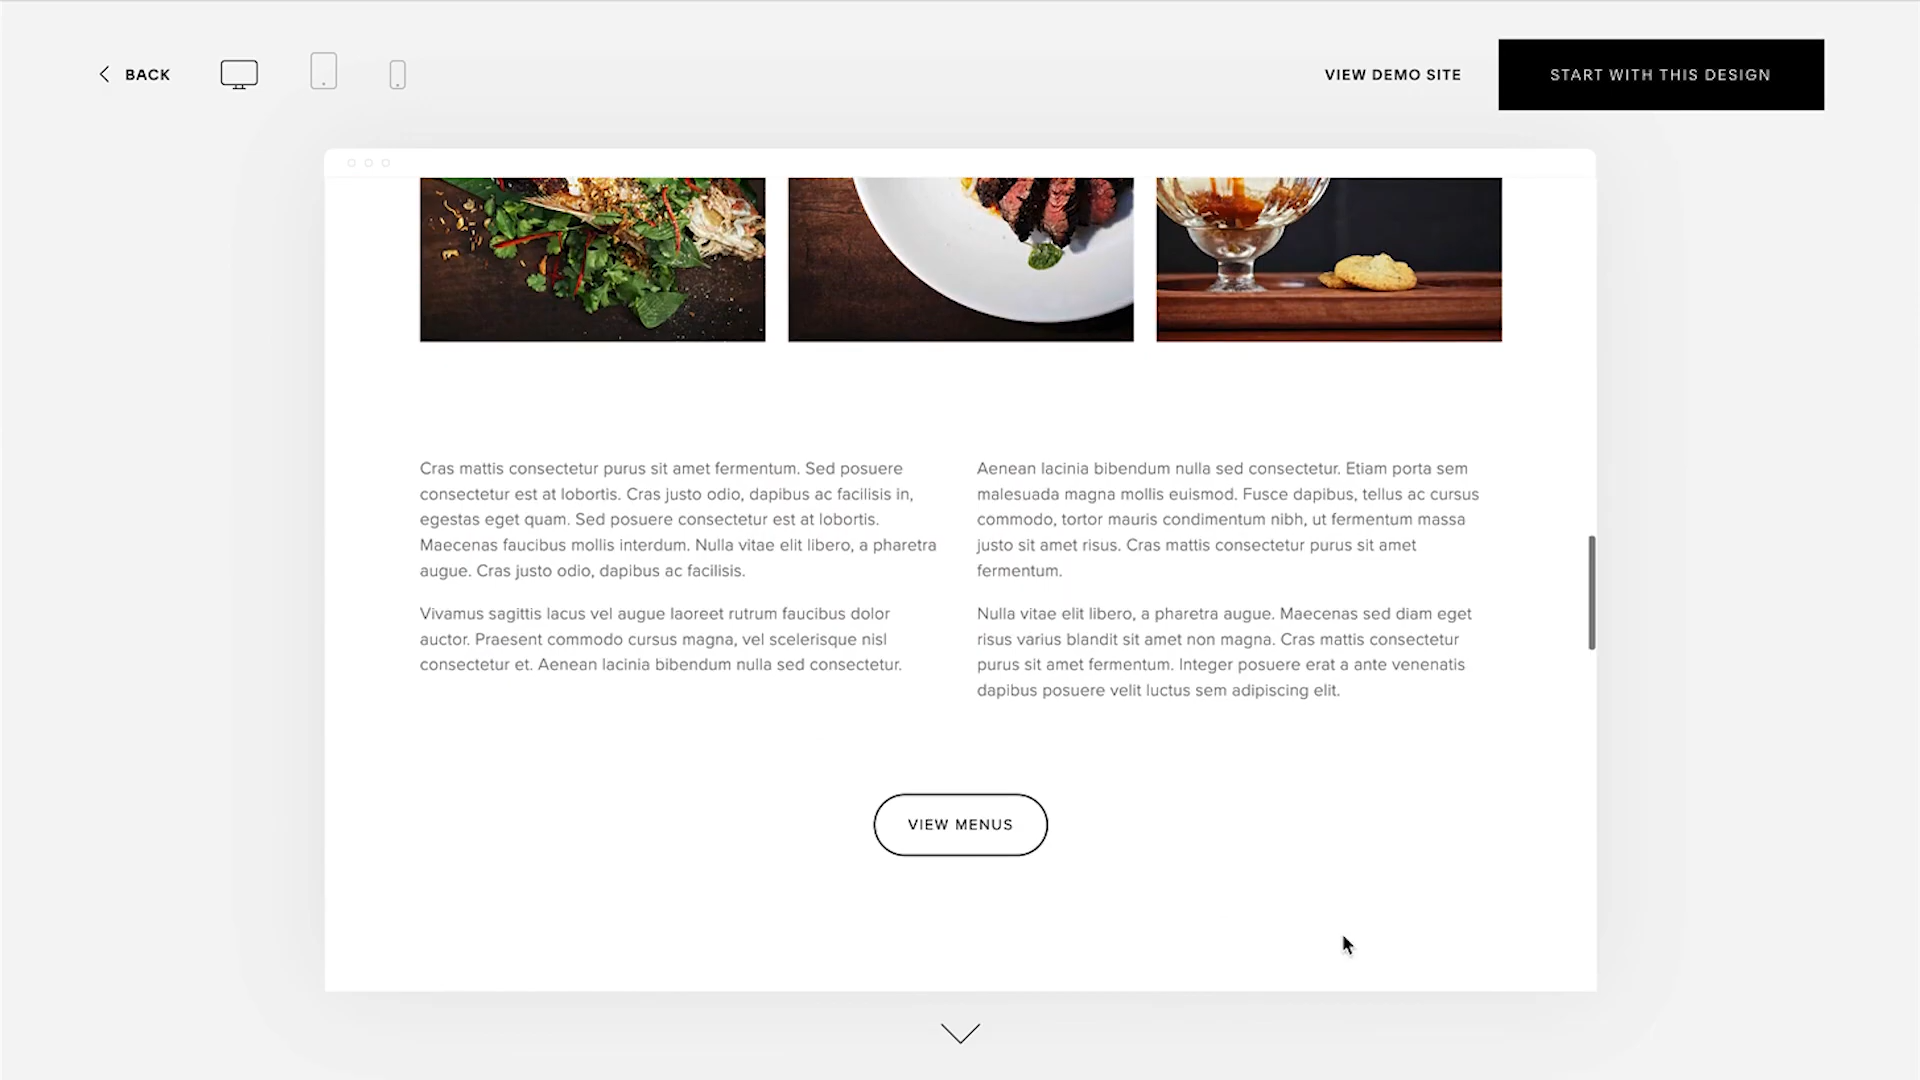 BACK
VIEW DEMO SITE
START WITH THIS DESIGN
Cras mattis consectetur purus sit amet fermentum. Sed posuere
consectetur est at lobortis. Cras justo odio, dapibus ac facilisis in,
egestas eget quam. Sed posuere consectetur est at lobortis.
Maecenas faucibus mollis interdum. Nulla vitae elit libero, a pharetra
augue. Cras justo odio, dapibus ac facilisis.
Vivamus sagittis lacus vel augue laoreet rutrum faucibus dolor
auctor. Praesent commodo cursus magna, vel scelerisque nisl
consectetur et. Aenean lacinia bibendum nulla sed consectetur.
Aenean lacinia bibendum nulla sed consectetur. Etiam porta sem
malesuada magna mollis euismod. Fusce dapibus, tellus ac cursus
commodo, tortor mauris condimentum nibh, ut fermentum massa
justo sit amet risus. Cras mattis consectetur purus sit amet
fermentum.
Nulla vitae elit libero, a pharetra augue. Maecenas sed diam eget
risus varius blandit sit amet non magna. Cras mattis consectetur
purus sit amet fermentum. Integer posuere erat a ante venenatis
dapibus posuere velit luctus sem adipiscing elit.
VIEW MENUS